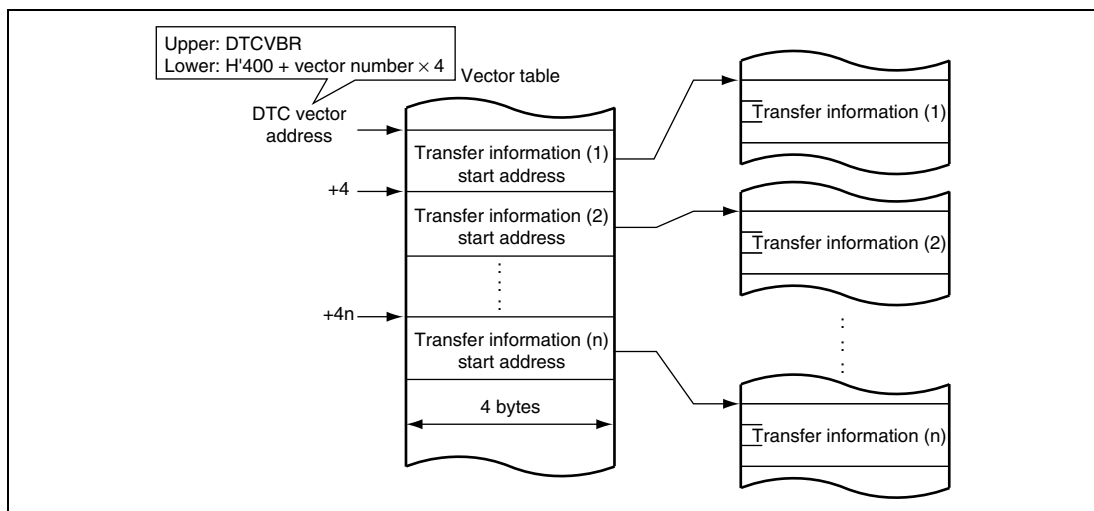 Upper: DTCVBR
Lower: H'400 + vector number × 4
Vector table
DTC vector
address
Transfer information (1)
start address
+4
Transfer information (2)
start address
+4n
Transfer information (n)
start address
4 bytes
Transfer information (1)
Transfer information (2)
Transfer information (n)